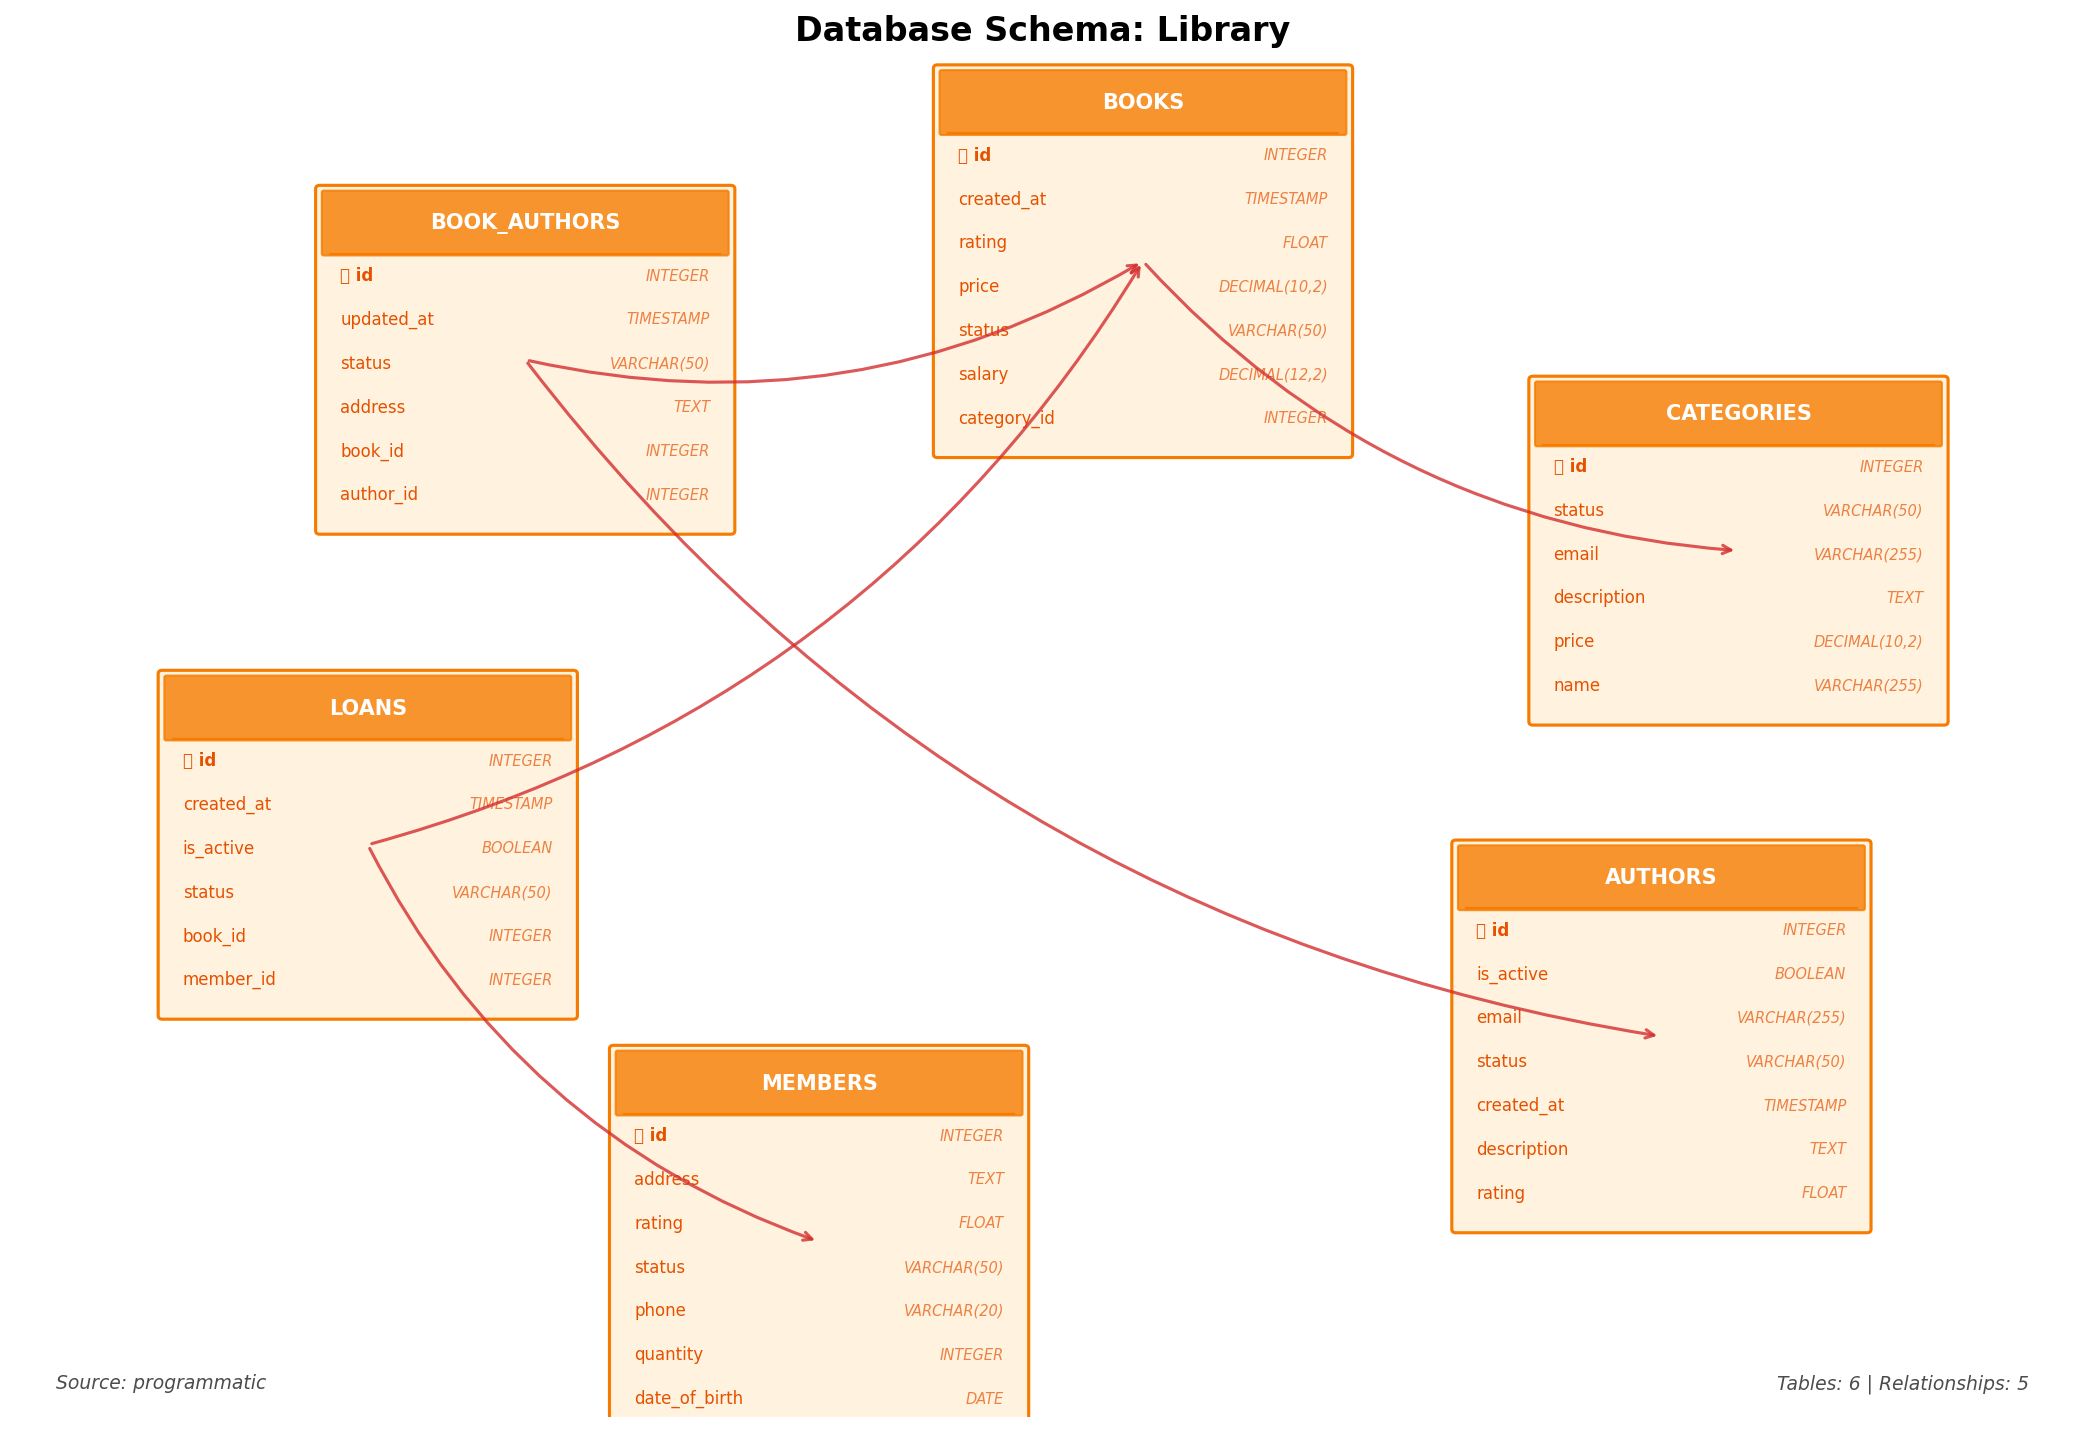 Database Schema: Library
BOOKS
id INTEGER
created_at TIMESTAMP
rating FLOAT
price DECIMAL(10,2)
status VARCHAR(50)
salary DECIMAL(12,2)
category_id INTEGER
BOOK_AUTHORS
id INTEGER
updated_at TIMESTAMP
status VARCHAR(50)
address TEXT
book_id INTEGER
author_id INTEGER
CATEGORIES
id INTEGER
status VARCHAR(50)
email VARCHAR(255)
description TEXT
price DECIMAL(10,2)
name VARCHAR(255)
LOANS
id INTEGER
created_at TIMESTAMP
is_active BOOLEAN
status VARCHAR(50)
book_id INTEGER
member_id INTEGER
AUTHORS
id INTEGER
is_active BOOLEAN
email VARCHAR(255)
status VARCHAR(50)
created_at TIMESTAMP
description TEXT
rating FLOAT
MEMBERS
id INTEGER
address TEXT
rating FLOAT
status VARCHAR(50)
phone VARCHAR(20)
quantity INTEGER
date_of_birth DATE
Source: programmatic
Tables: 6 | Relationships: 5